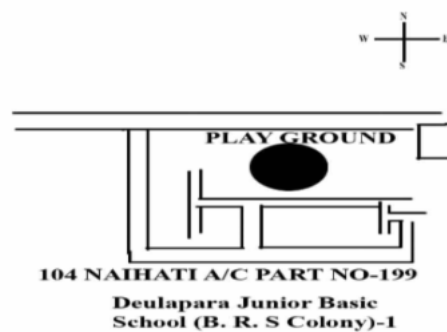 N
W
S
PLAY GROUND
104 NAIHATI A/C PART NO-199
Deulapara Junior Basic
School (B. R. S Colony)-1